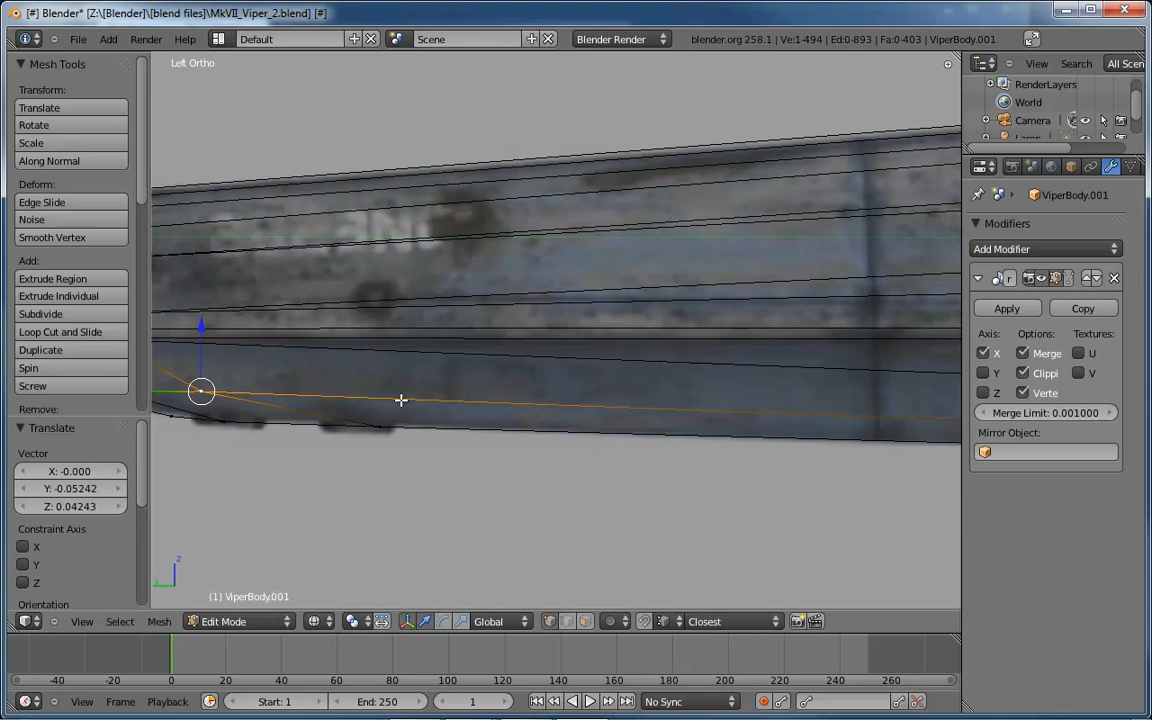 [#] Blender* [Z:\[Blender]\[blend files]\MkVII_Viper_2.blend] [#]
File Add Render Help Default Scene Blender Render blender.org 258.1 | Ve:1-494 | Ed:0-893 | Fa:0-403 | ViperBody.001
Mesh Tools
Transform:
Translate
Rotate
Scale
Along Normal
Deform:
Edge Slide
Noise
Smooth Vertex
Add:
Extrude Region
Extrude Individual
Subdivide
Loop Cut and Slide
Duplicate
Spin
Screw
Remove:
Translate
Vector
X: -0.000
Y: -0.05242
Z: 0.04243
Constraint Axis
X
Y
Z
Orientation
Left Ortho
z
(1) ViperBody.001
View Select Mesh Edit Mode Global Closest
-40 -20 0 20 40 60 80 100 120 140 160 180 200 220 240 260
View Frame Playback Start: 1 End: 250 1 No Sync
View Search All Scen
RenderLayers
World
Camera
ViperBody.001
Modifiers
Add Modifier
r
Apply Copy
Axis: Options: Textures:
X Merge U
Y Clippi V
Z Verte
Merge Limit: 0.001000
Mirror Object: